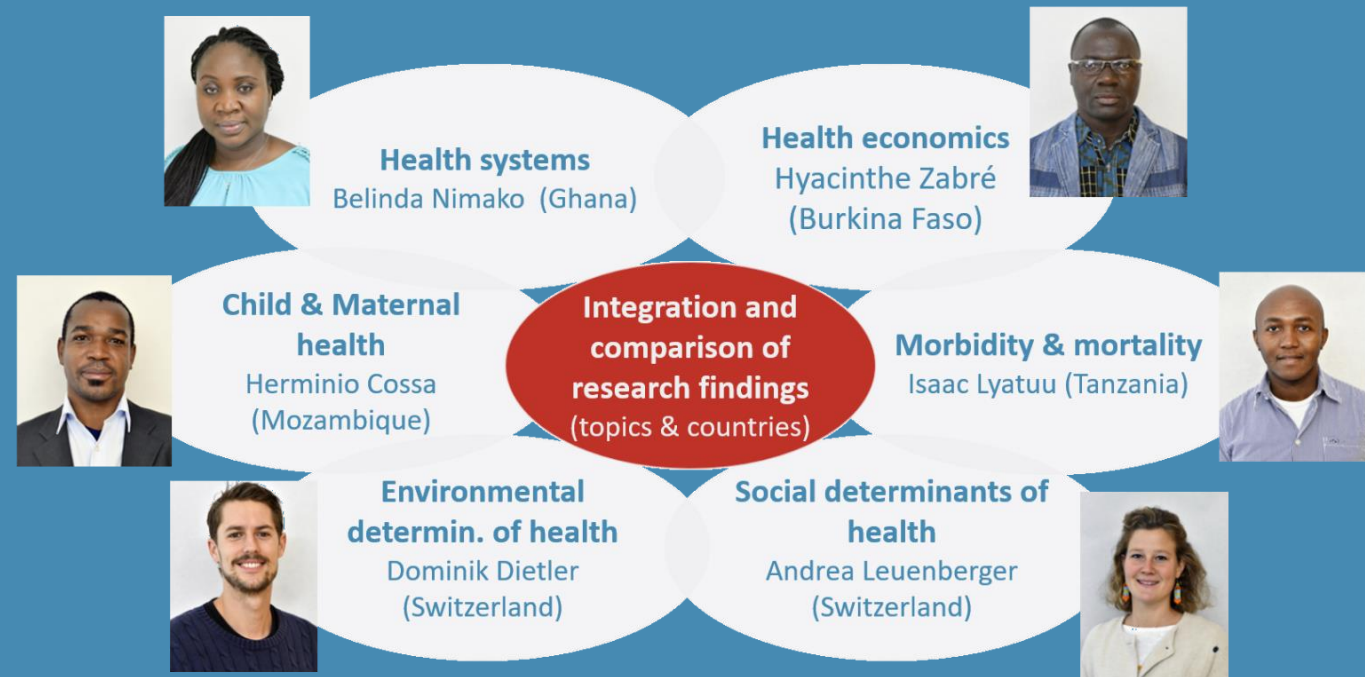 Health systems
Belinda Nimako (Ghana)
Health economics
Hyacinthe Zabré
(Burkina Faso)
Child & Maternal
health
Herminio Cossa
(Mozambique)
Integration and
comparison of
research findings
(topics & countries)
Morbidity & mortality
Isaac Lyatuu (Tanzania)
Environmental
determin. of health
Dominik Dietler
(Switzerland)
Social determinants of
health
Andrea Leuenberger
(Switzerland)